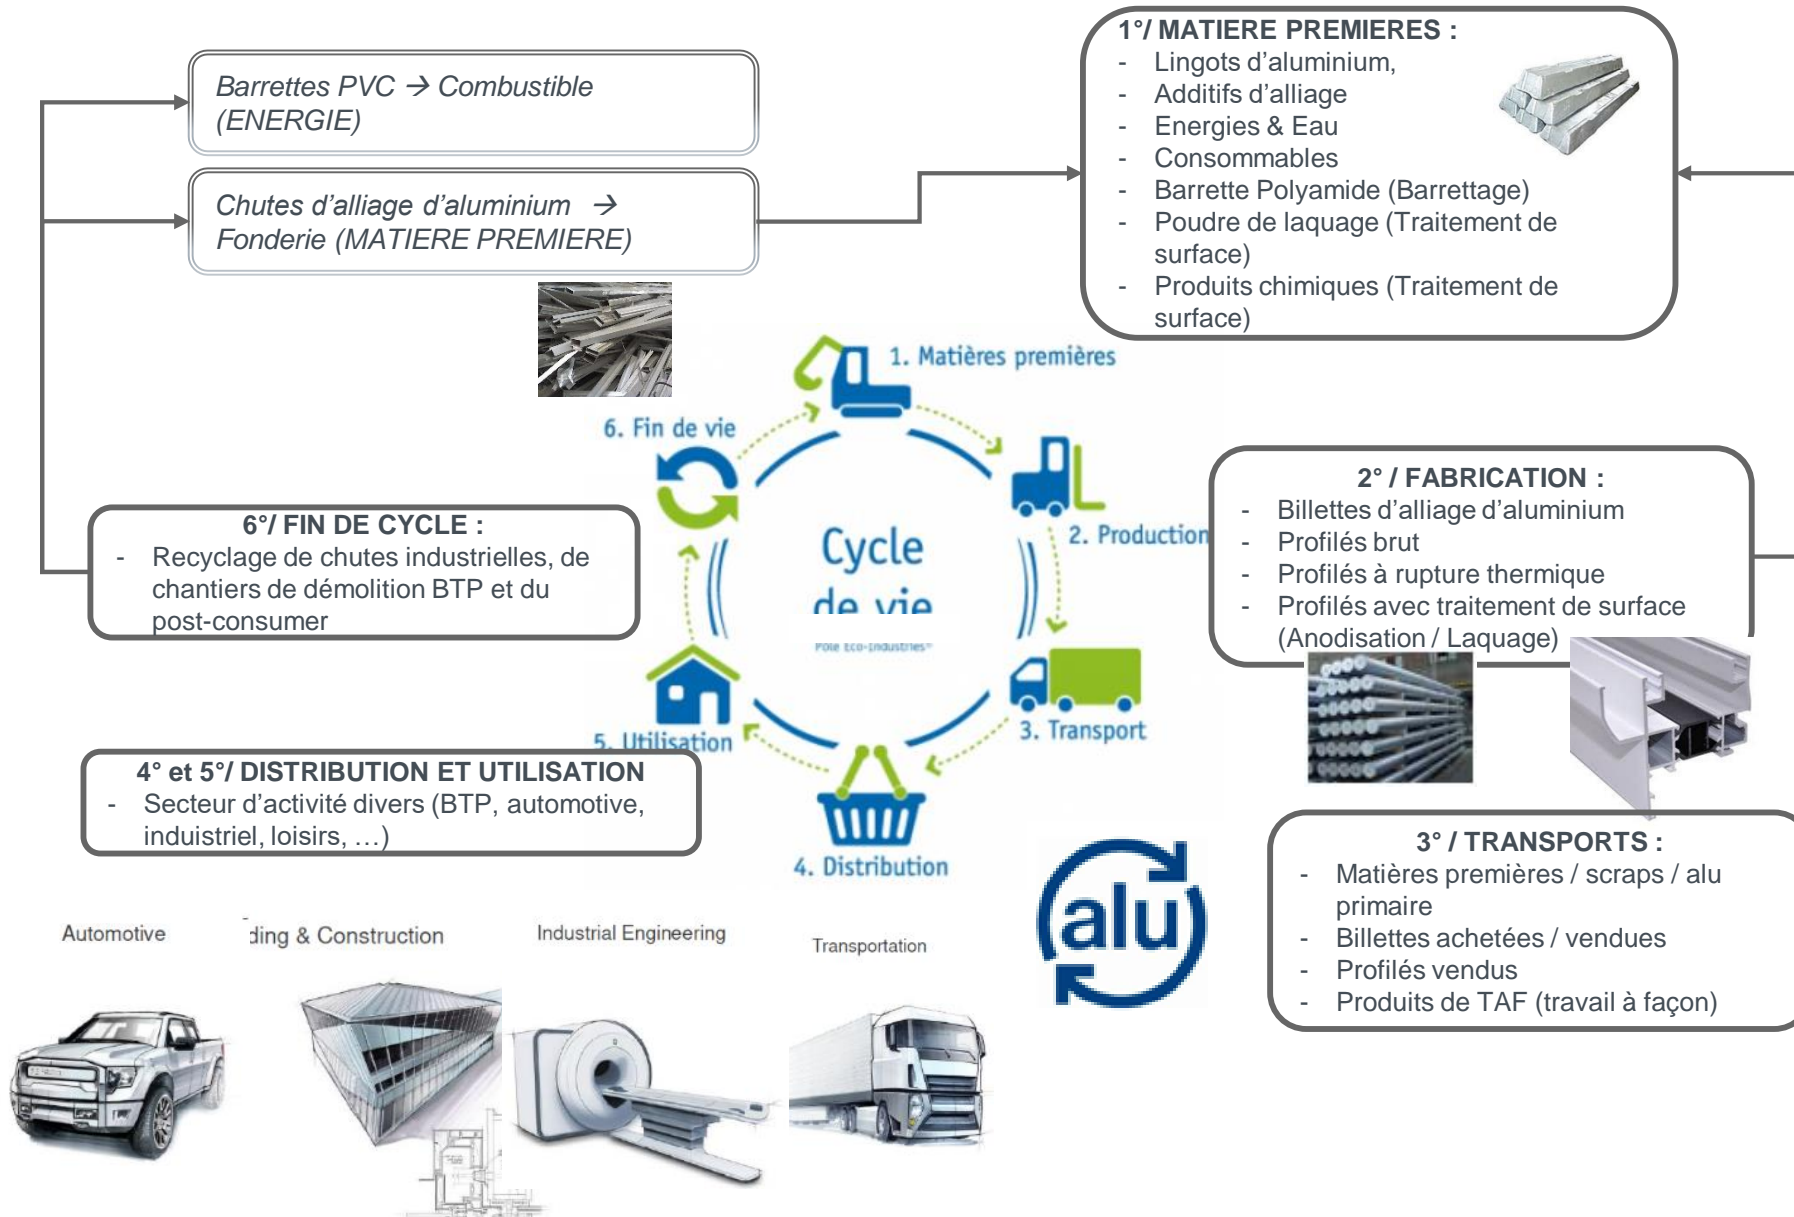 1°/ MATIERE PREMIERES :
- Lingots d’aluminium,
- Additifs d’alliage
- Energies & Eau
- Consommables
- Barrette Polyamide (Barrettage)
- Poudre de laquage (Traitement de
surface)
- Produits chimiques (Traitement de
surface)
Barrettes PVC → Combustible
(ENERGIE)
Chutes d’alliage d’aluminium →
Fonderie (MATIERE PREMIERE)
1. Matières premières
6. Fin de vie
2. Production
Cycle
de vie
Pôle Eco-Industries
3. Transport
5. Utilisation
4. Distribution
2° / FABRICATION :
- Billettes d’alliage d’aluminium
- Profilés brut
- Profilés à rupture thermique
- Profilés avec traitement de surface
(Anodisation / Laquage)
6°/ FIN DE CYCLE :
- Recyclage de chutes industrielles, de
chantiers de démolition BTP et du
post-consumer
4° et 5°/ DISTRIBUTION ET UTILISATION
- Secteur d’activité divers (BTP, automotive,
induistriel, loisirs, …)
3° / TRANSPORTS :
- Matières premières / scraps / alu
primaire
- Billettes achetées / vendues
- Profilés vendus
- Produits de TAF (travail à façon)
alu
Automotive
ding & Construction
Industrial Engineering
Transportation